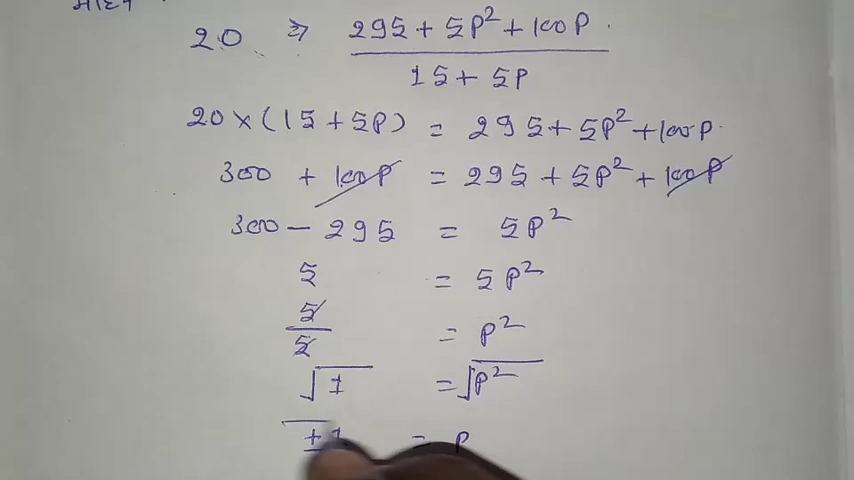 20 ⇒ (295 + 5P² + 100P) / (15 + 5P)
20 × (15 + 5P) = 295 + 5P² + 100P
300 + 100P = 295 + 5P² + 100P
300 − 295 = 5P²
5 = 5P²
5/5 = P²
√1 = √P²
±1 = P